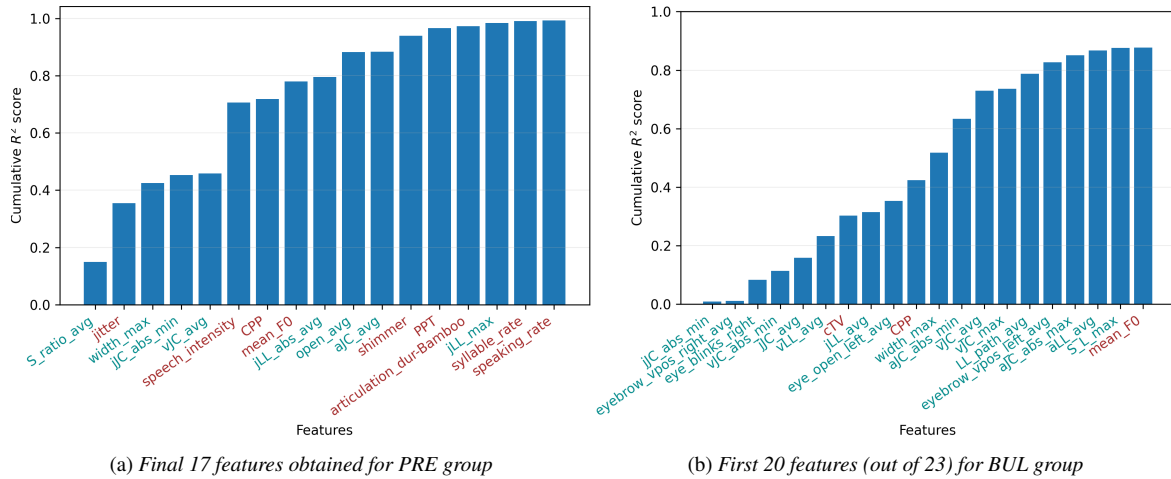 1.0
0.8
0.6
0.4
0.2
0.0
Cumulative R² score
S_ratio_avg
jitter
width_max
jjC_abs_min
vJC_avg
speech_intensity
CPP
mean_F0
jLL_abs_avg
open_avg
aJC_avg
shimmer
PPT
articulation_dur-Bamboo
jLL_max
syllable_rate
speaking_rate
Features
(a) Final 17 features obtained for PRE group
1.0
0.8
0.6
0.4
0.2
0.0
Cumulative R² score
jjC_abs_min
eyebrow_vpos_right_avg
eye_blinks_right
vJC_abs_min
jJC_avg
vLL_avg
cTV
jLL_avg
eye_open_left_avg
CPP
width_max
aJC_abs_min
vJC_avg
vJC_max
LL_path_avg
eyebrow_vpos_left_avg
aJC_abs_max
aLL_avg
S_L_max
mean_F0
Features
(b) First 20 features (out of 23) for BUL group